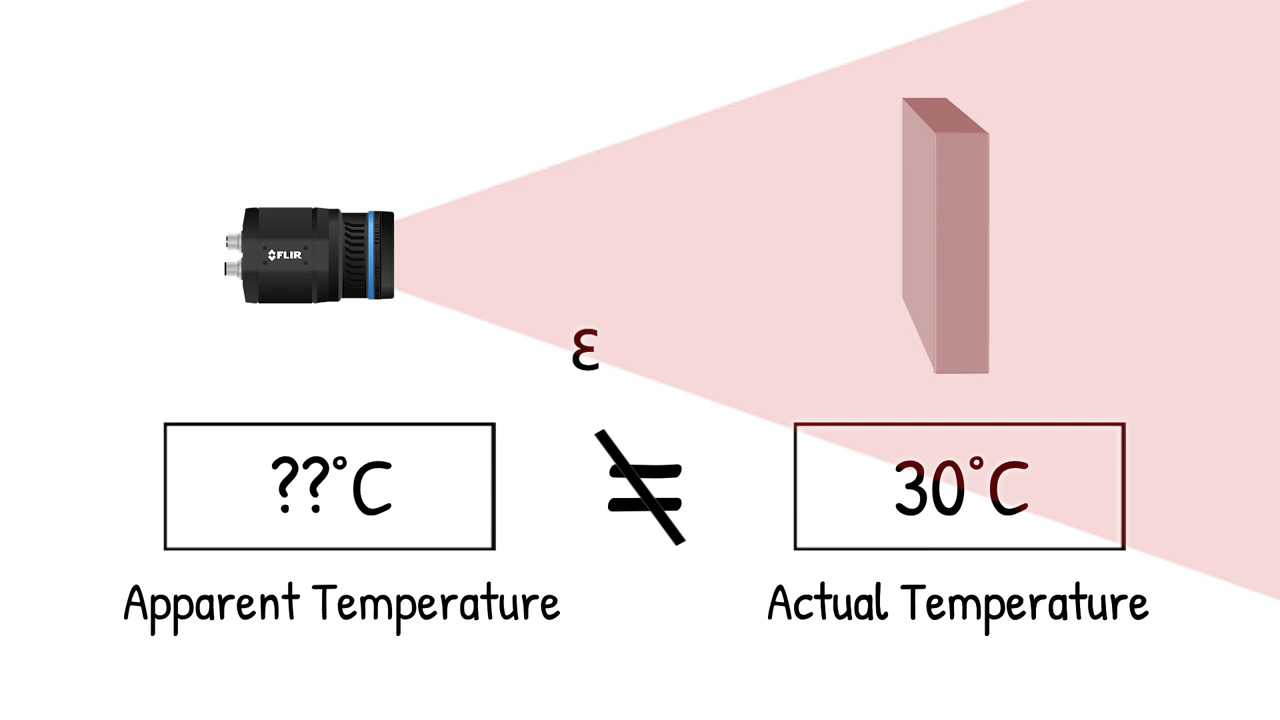 FLIR
ε
??°C ≠ 30°C
Apparent Temperature
Actual Temperature